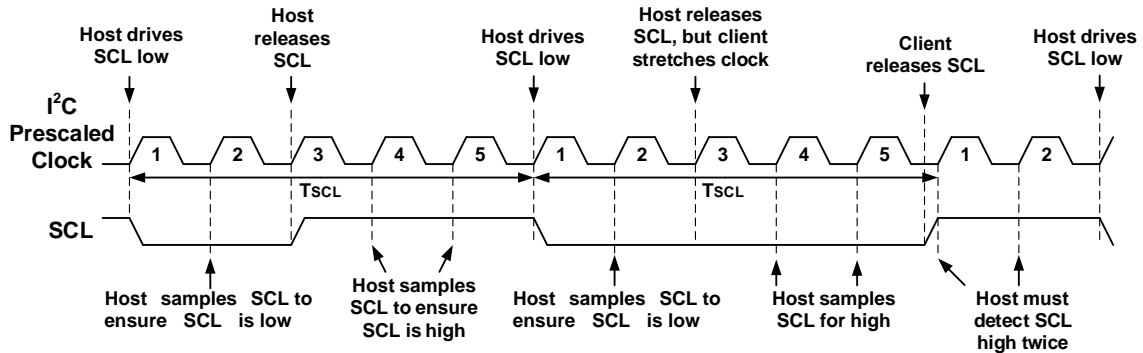 Host drives
SCL low
Host
releases
SCL
Host drives
SCL low
Host releases
SCL, but client
stretches clock
Client
releases SCL
Host drives
SCL low
I²C
Prescaled
Clock
1 2 3 4 5 1 2 3 4 5 1 2
TSCL TSCL
SCL
Host samples SCL to
ensure SCL is low
Host samples
SCL to ensure
SCL is high
Host samples SCL to
ensure SCL is low
Host samples
SCL for high
Host must
detect SCL
high twice